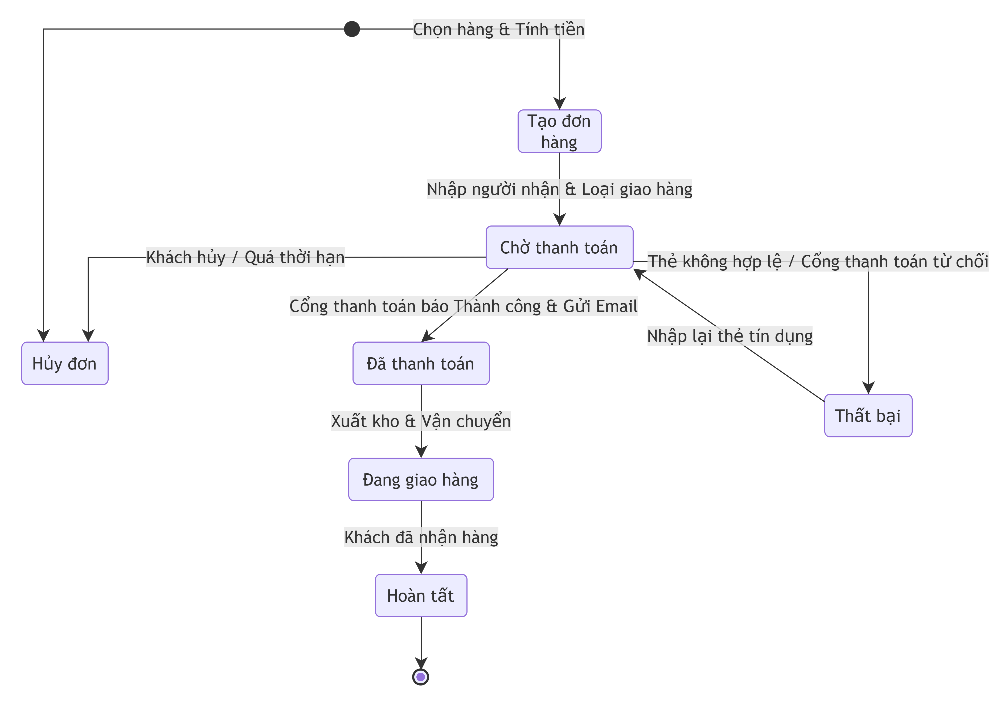 Chọn hàng & Tính tiền
Tạo đơn
hàng
Nhập người nhận & Loại giao hàng
Chờ thanh toán
Khách hủy / Quá thời hạn
Thẻ không hợp lệ / Cổng thanh toán từ chối
Cổng thanh toán báo Thành công & Gửi Email
Nhập lại thẻ tín dụng
Hủy đơn
Đã thanh toán
Thất bại
Xuất kho & Vận chuyển
Đang giao hàng
Khách đã nhận hàng
Hoàn tất